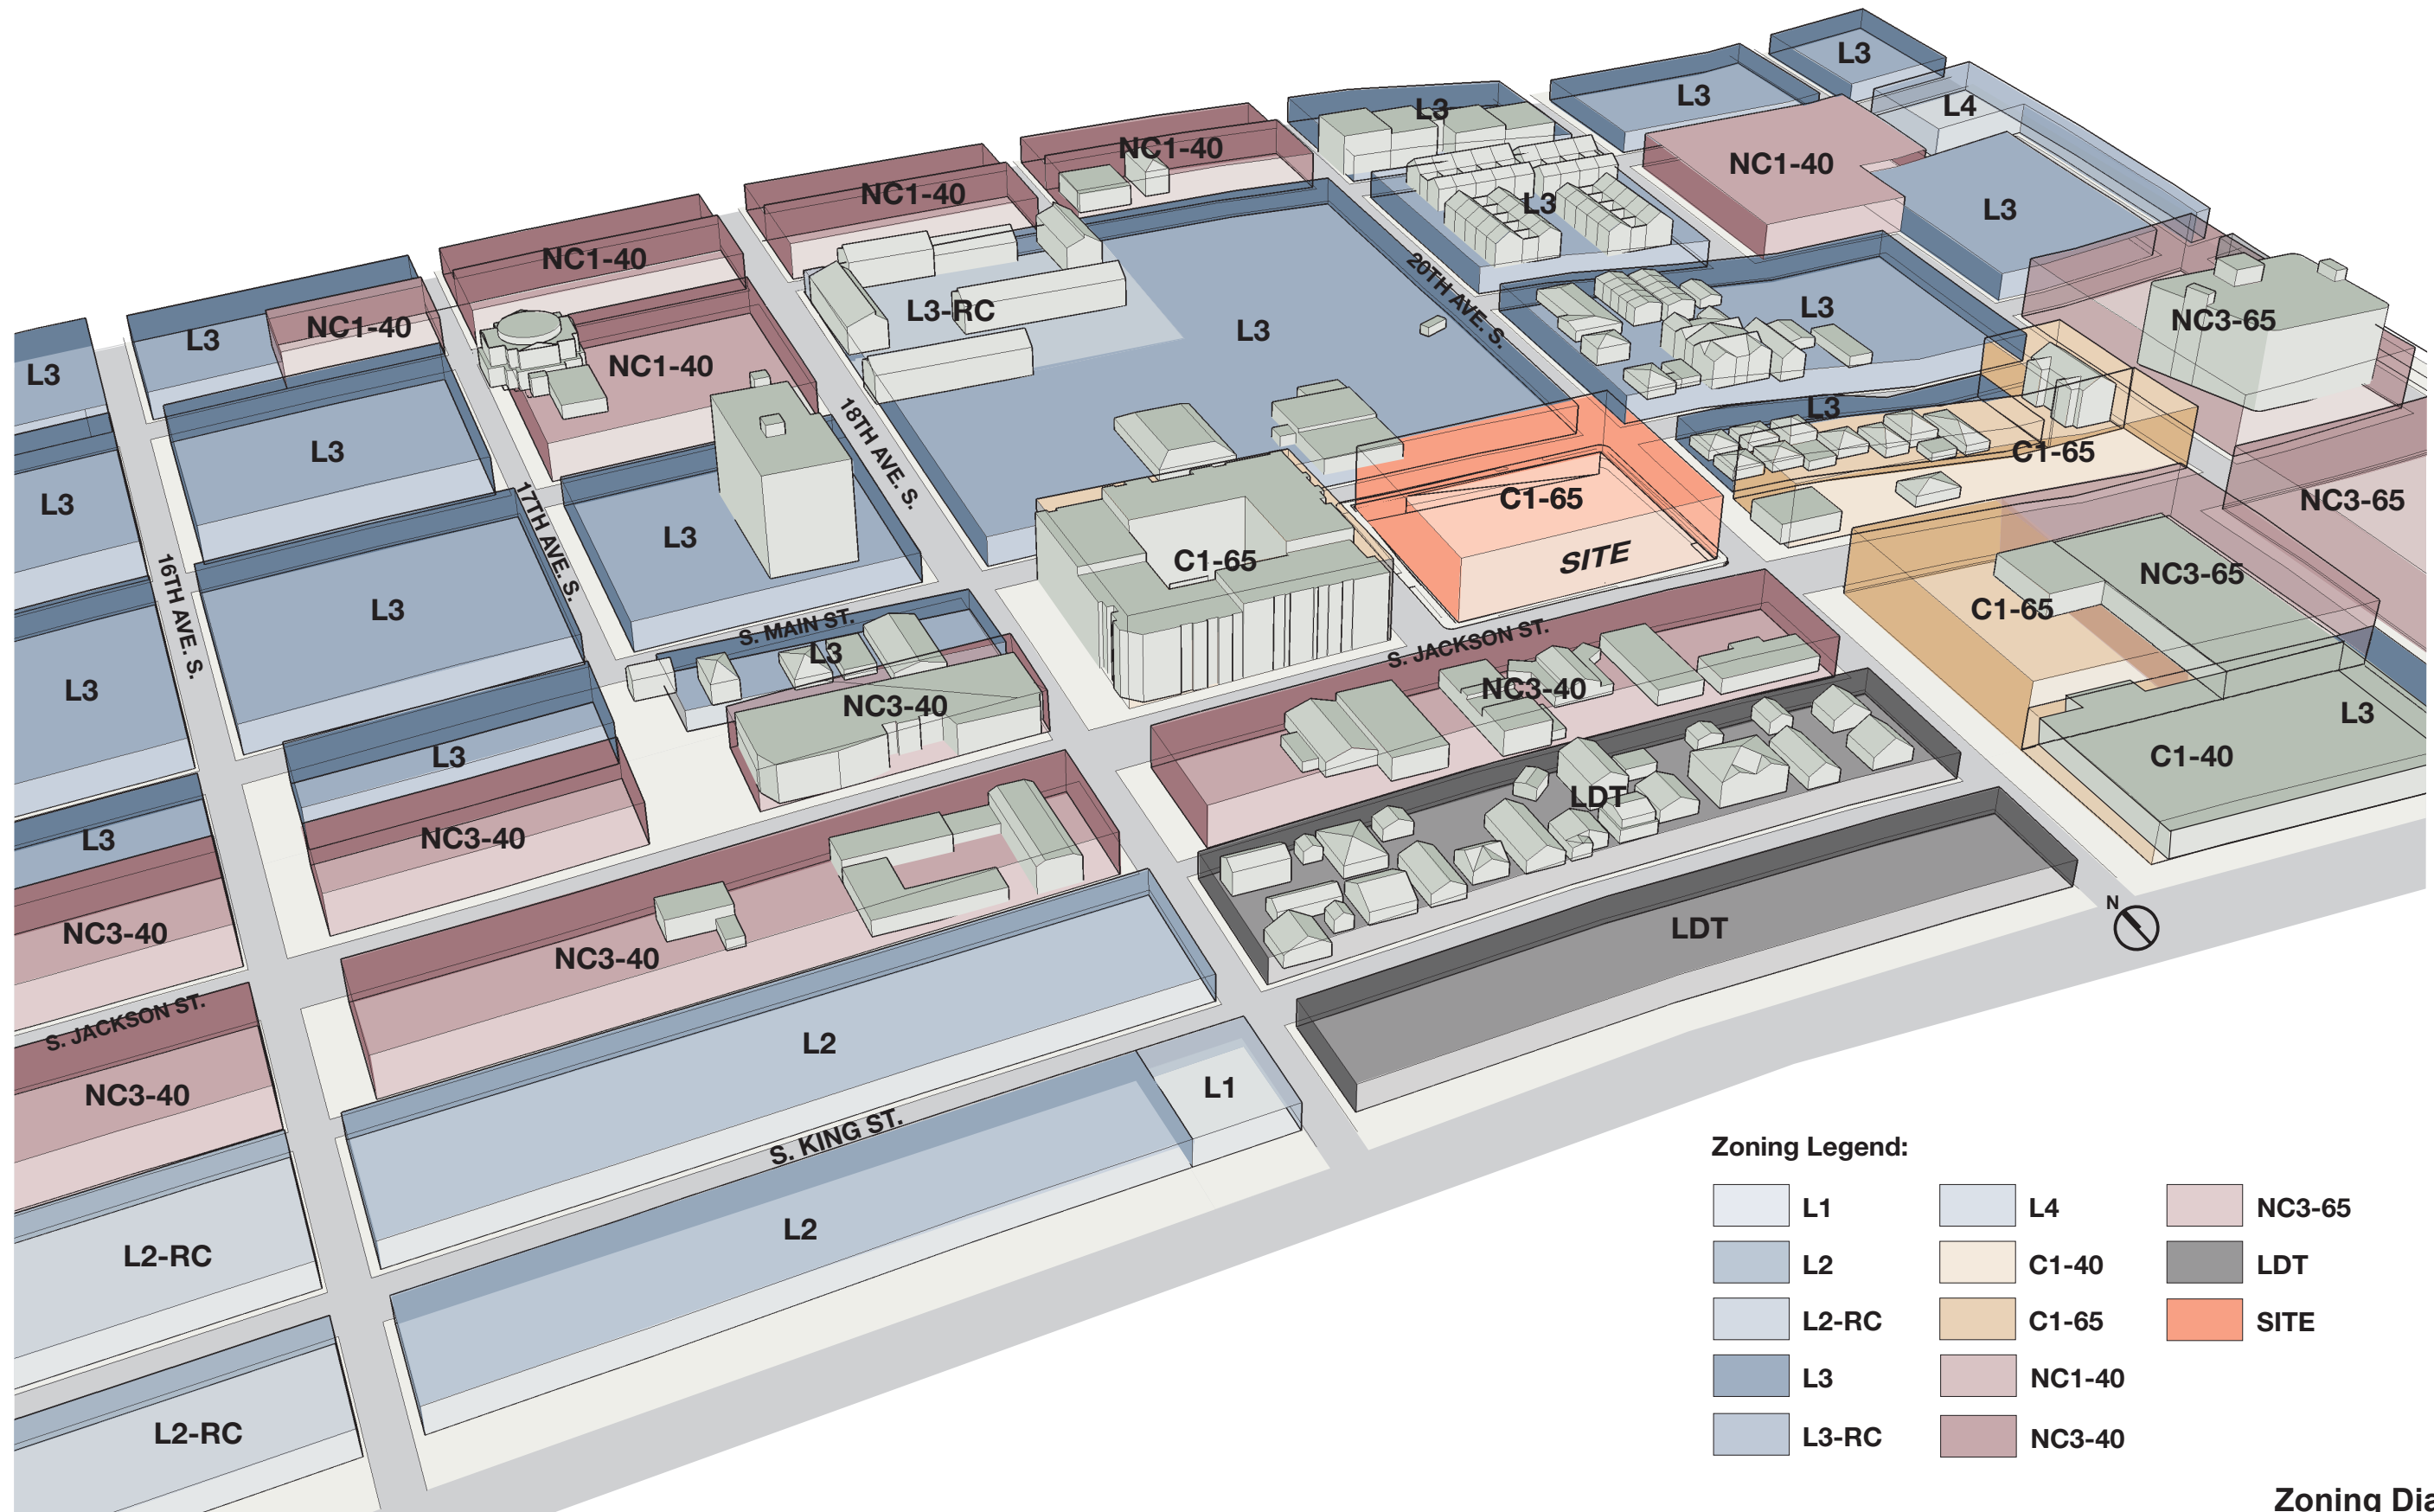 L3
L3
L4
L3
NC1-40
NC1-40
L3
NC1-40
L3
NC1-40
20TH AVE. S.
L3-RC
L3
L3
NC3-65
L3
NC1-40
L3
NC1-40
L3
18TH AVE. S.
L3
C1-65
L3
17TH AVE. S.
C1-65
NC3-65
L3
L3
C1-65
SITE
NC3-65
16TH AVE. S.
L3
S. MAIN ST.
L3
S. JACKSON ST.
C1-65
L3
NC3-40
NC3-40
L3
L3
C1-40
LDT
L3
NC3-40
NC3-40
NC3-40
LDT
N
S. JACKSON ST.
L2
NC3-40
L1
S. KING ST.
L2
L2-RC
L2-RC
Zoning Legend:
L1
L2
L2-RC
L3
L3-RC
L4
C1-40
C1-65
NC1-40
NC3-40
NC3-65
LDT
SITE
Zoning Dia